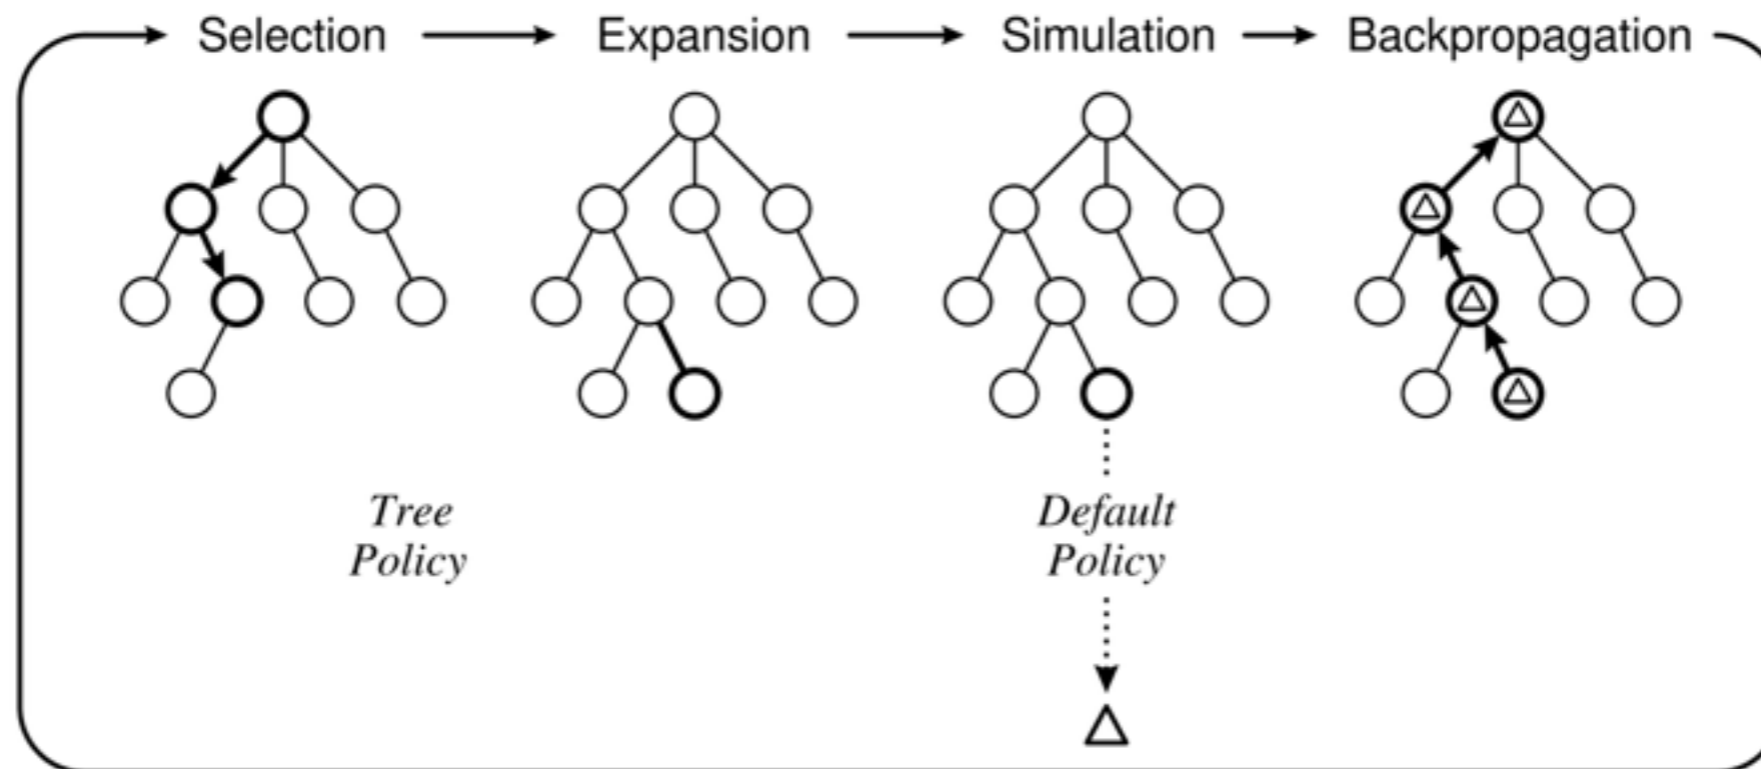 Selection Expansion Simulation Backpropagation
Tree
Policy
Default
Policy